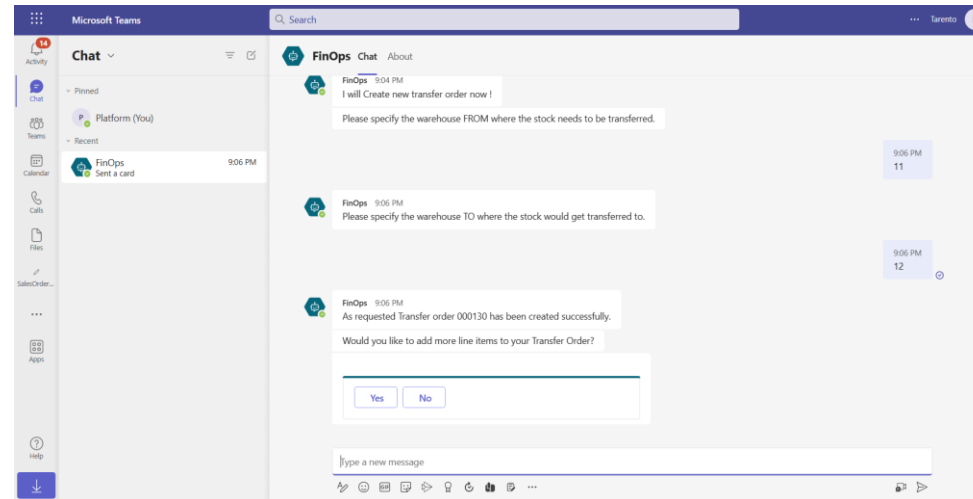 Microsoft Teams
Search
Tarento
14
Activity
Chat
Teams
Calendar
Calls
Files
SalesOrder...
Apps
Help
Chat
Pinned
P Platform (You)
Recent
FinOps 9:06 PM
Sent a card
FinOps Chat About
FinOps 9:04 PM
I will Create new transfer order now !
Please specify the warehouse FROM where the stock needs to be transferred.
9:06 PM
11
FinOps 9:06 PM
Please specify the warehouse TO where the stock would get transferred to.
9:06 PM
12
FinOps 9:06 PM
As requested Transfer order 000130 has been created successfully.
Would you like to add more line items to your Transfer Order?
Yes No
Type a new message
GIF